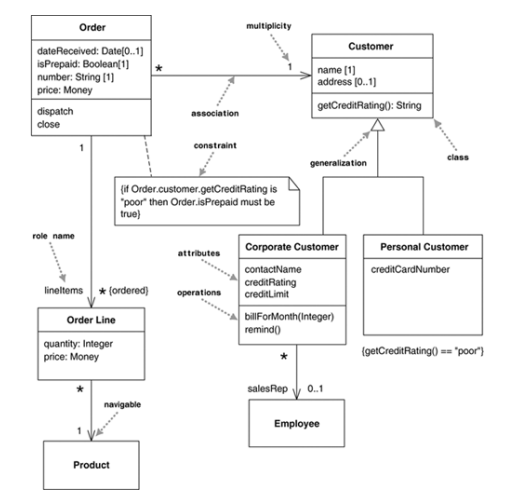 Order
dateReceived: Date[0..1]
isPrepaid: Boolean[1]
number: String [1]
price: Money
dispatch
close
multiplicity
*
1
association
Customer
name [1]
address [0..1]
getCreditRating(): String
class
generalization
constraint
{if Order.customer.getCreditRating is
"poor" then Order.isPrepaid must be
true}
1
role name
lineItems
* {ordered}
Order Line
quantity: Integer
price: Money
*
navigable
1
Product
attributes
operations
Corporate Customer
contactName
creditRating
creditLimit
billForMonth(Integer)
remind()
*
salesRep
0..1
Employee
Personal Customer
creditCardNumber
{getCreditRating() == "poor"}